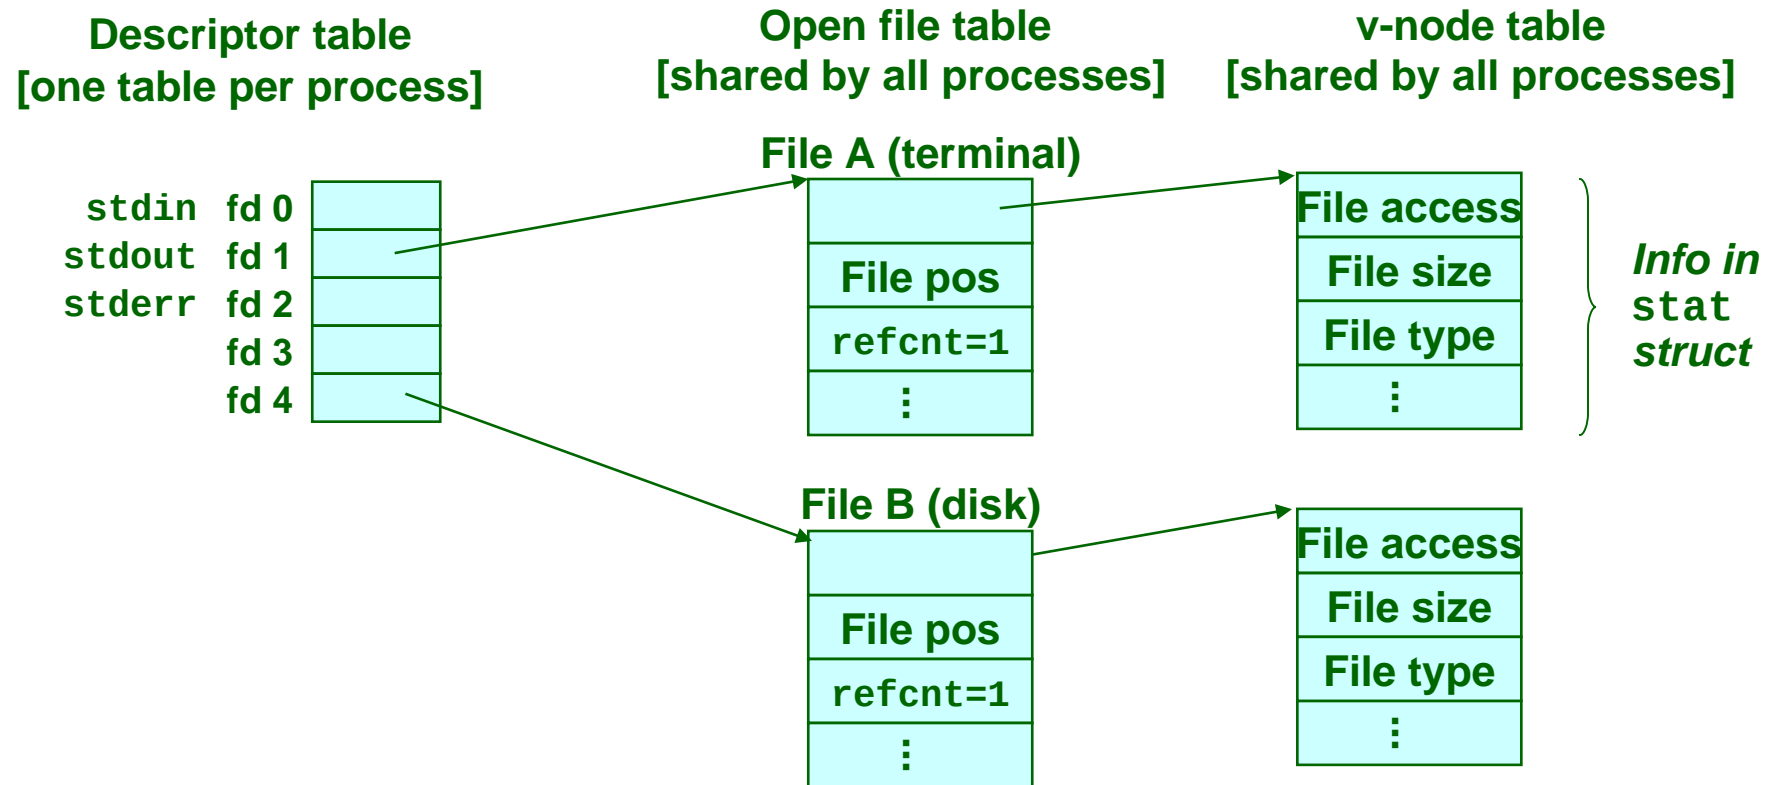 Descriptor table
[one table per process]
Open file table
[shared by all processes]
v-node table
[shared by all processes]
stdin fd 0
stdout fd 1
stderr fd 2
fd 3
fd 4
File A (terminal)
File pos
refcnt=1
⋮
File access
File size
File type
⋮
Info in
stat
struct
File B (disk)
File pos
refcnt=1
⋮
File access
File size
File type
⋮